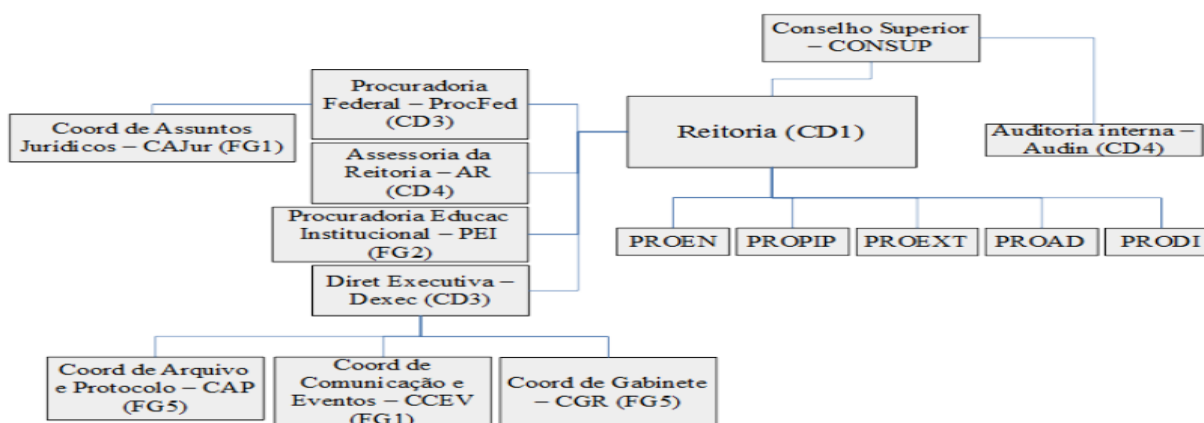 Conselho Superior
– CONSUP
Procuradoria
Federal – ProcFed
(CD3)
Reitoria (CD1)
Coord de Assuntos
Jurídicos – CAJur (FG1)
Auditoria interna –
Audin (CD4)
Assessoria da
Reitoria – AR
(CD4)
Procuradoria Educac
Institucional – PEI
(FG2)
PROEN
PROPIP
PROEXT
PROAD
PRODI
Diret Executiva –
Dexec (CD3)
Coord de Arquivo
e Protocolo – CAP
(FG5)
Coord de
Comunicação e
Eventos – CCEV
(FG1)
Coord de Gabinete
– CGR (FG5)